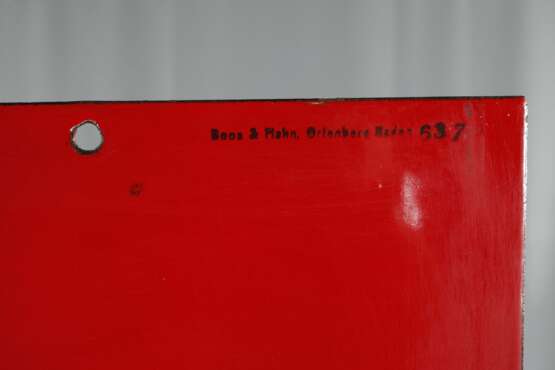 Boos & Hahn, Ortenberg Baden 637